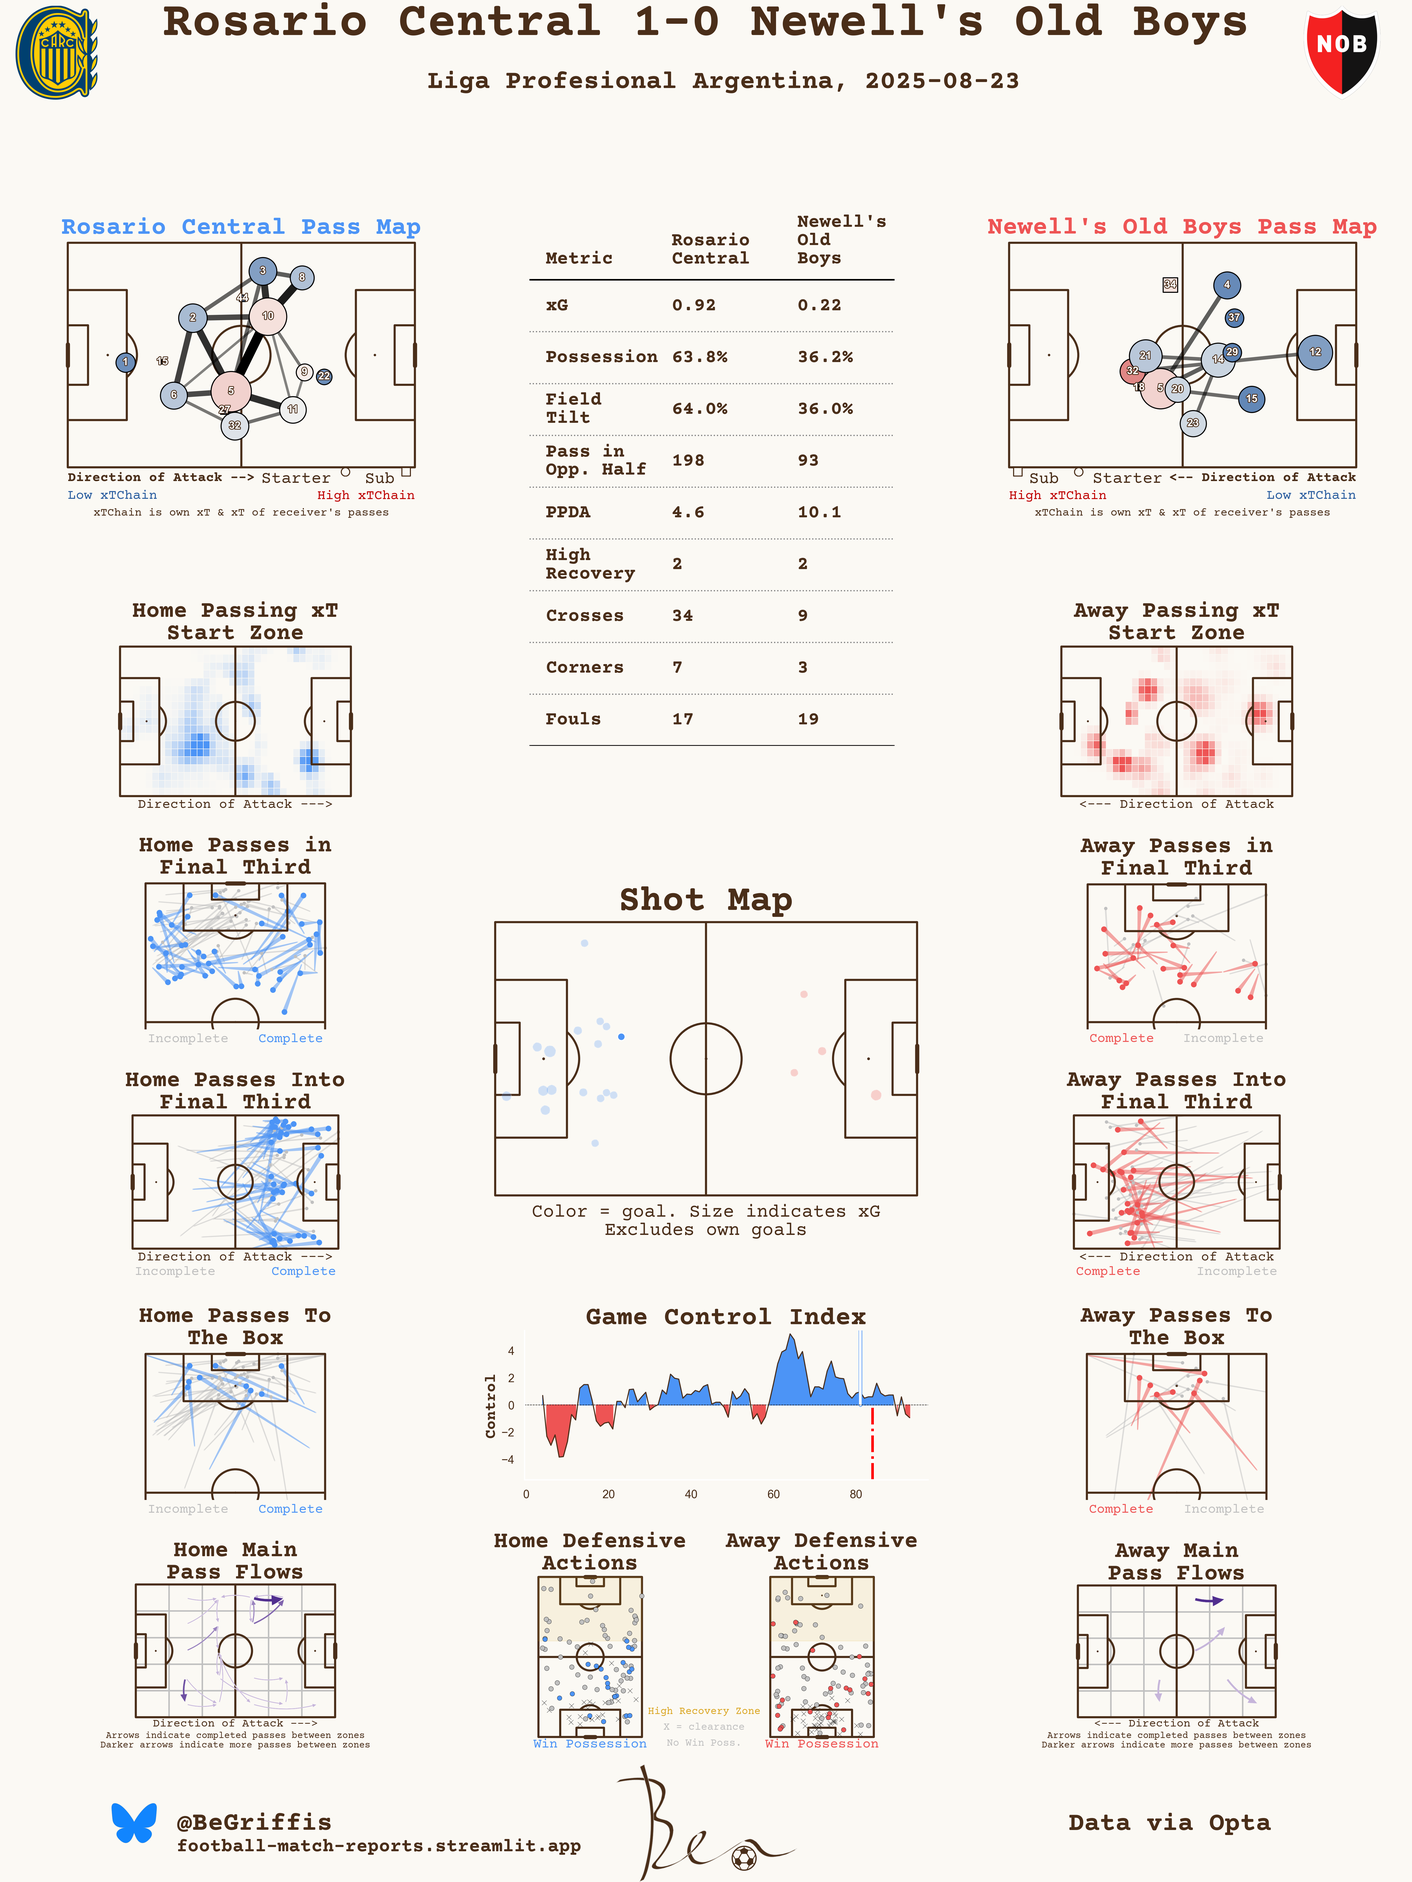 Rosario Central 1-0 Newell's Old Boys
Liga Profesional Argentina, 2025-08-23
CARC
NOB
Rosario Central Pass Map
3
8
44
2
10
1
15
9
22
6
5
27
11
32
Direction of Attack --> Starter Sub
Low xTChain High xTChain
xTChain is own xT & xT of receiver's passes
Metric Rosario Central Newell's Old Boys
xG 0.92 0.22
Possession 63.8% 36.2%
Field Tilt 64.0% 36.0%
Pass in Opp. Half 198 93
PPDA 4.6 10.1
High Recovery 2 2
Crosses 34 9
Corners 7 3
Fouls 17 19
Newell's Old Boys Pass Map
34
4
37
21
14
29
12
32
18
5
20
15
23
Sub Starter <-- Direction of Attack
High xTChain Low xTChain
xTChain is own xT & xT of receiver's passes
Home Passing xT
Start Zone
Direction of Attack --->
Away Passing xT
Start Zone
<--- Direction of Attack
Home Passes in
Final Third
Incomplete Complete
Away Passes in
Final Third
Complete Incomplete
Shot Map
Color = goal. Size indicates xG
Excludes own goals
Home Passes Into
Final Third
Direction of Attack --->
Incomplete Complete
Away Passes Into
Final Third
<--- Direction of Attack
Complete Incomplete
Home Passes To
The Box
Incomplete Complete
Game Control Index
Control
4
2
0
−2
−4
0 20 40 60 80
Away Passes To
The Box
Complete Incomplete
Home Main
Pass Flows
Direction of Attack --->
Arrows indicate completed passes between zones
Darker arrows indicate more passes between zones
Home Defensive
Actions
Win Possession
Away Defensive
Actions
Win Possession
High Recovery Zone
X = clearance
No Win Poss.
Away Main
Pass Flows
<--- Direction of Attack
Arrows indicate completed passes between zones
Darker arrows indicate more passes between zones
@BeGriffis
football-match-reports.streamlit.app
Ben
Data via Opta